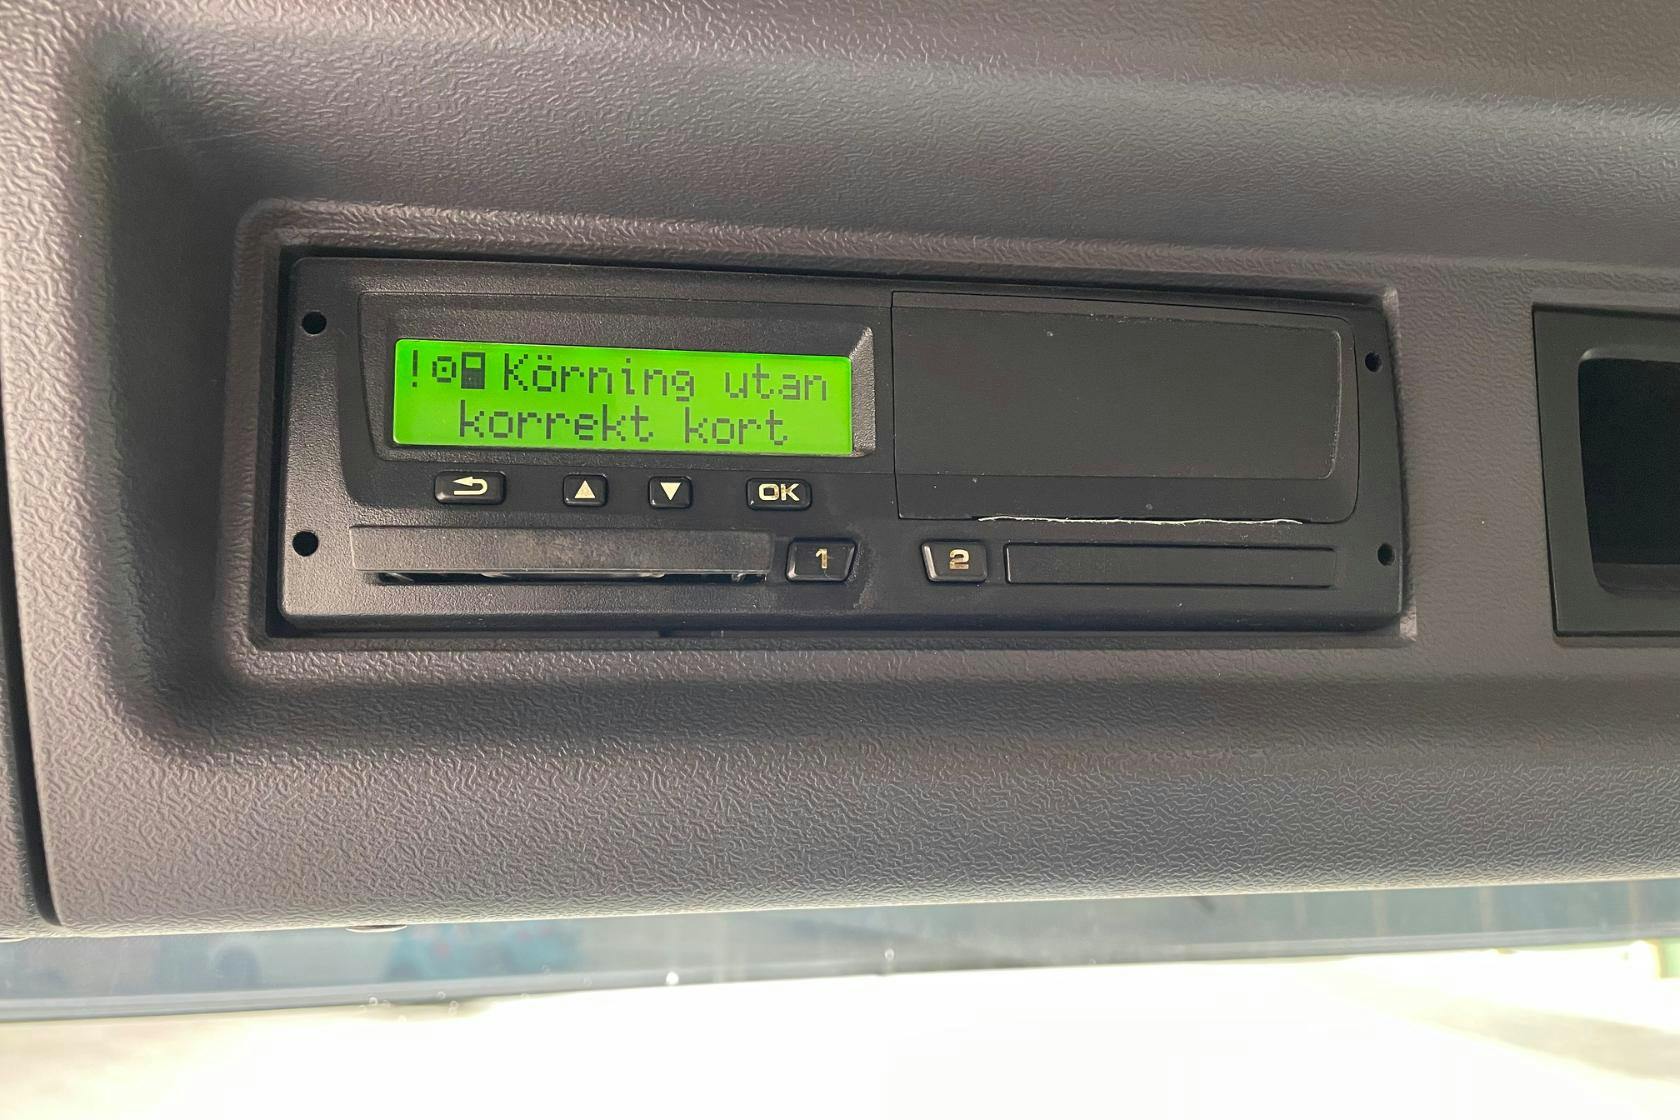 ! Körning utan
korrekt kort
OK
1 2